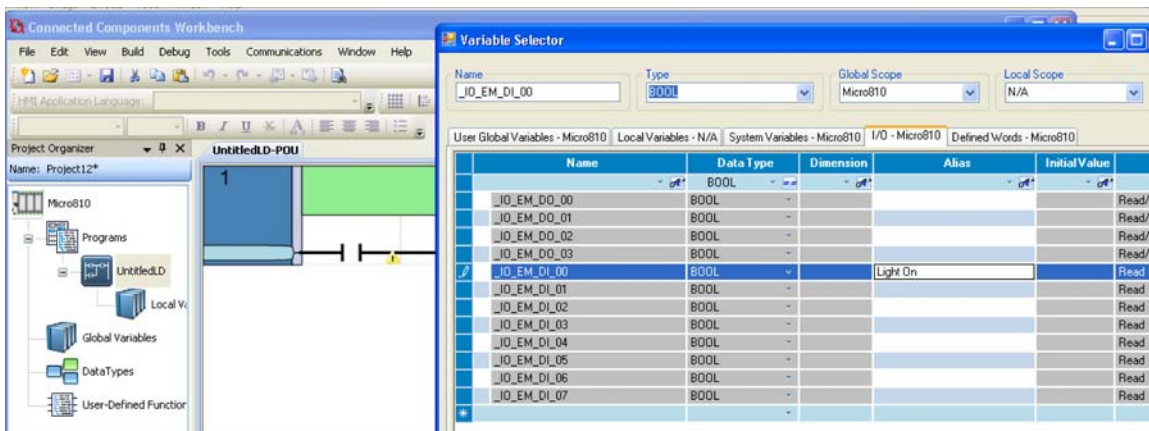 Connected Components Workbench
File Edit View Build Debug Tools Communications Window Help
HMI Application Language:
B I U A
Project Organizer
Name: Project12*
Micro810
Programs
UntitledLD
Local Va
Global Variables
DataTypes
User-Defined Function
UntitledLD-POU
1
Variable Selector
Name Type Global Scope Local Scope
_IO_EM_DI_00 BOOL Micro810 N/A
User Global Variables - Micro810 Local Variables - N/A System Variables - Micro810 I/O - Micro810 Defined Words - Micro810
Name Data Type Dimension Alias Initial Value
BOOL
_IO_EM_DO_00 BOOL Read/
_IO_EM_DO_01 BOOL Read/
_IO_EM_DO_02 BOOL Read/
_IO_EM_DO_03 BOOL Read/
_IO_EM_DI_00 BOOL Light On Read
_IO_EM_DI_01 BOOL Read
_IO_EM_DI_02 BOOL Read
_IO_EM_DI_03 BOOL Read
_IO_EM_DI_04 BOOL Read
_IO_EM_DI_05 BOOL Read
_IO_EM_DI_06 BOOL Read
_IO_EM_DI_07 BOOL Read